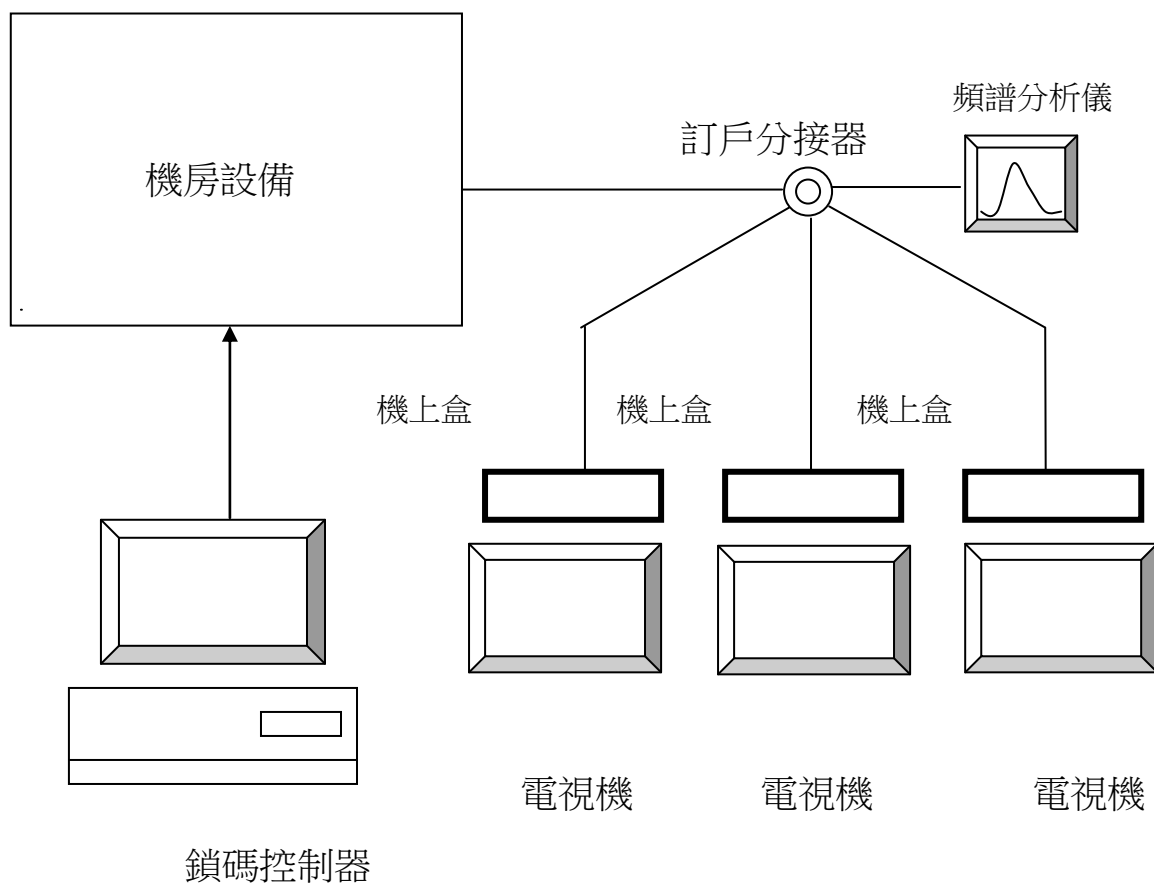 頻譜分析儀
訂戶分接器
機房設備
.
機上盒
機上盒
機上盒
電視機
電視機
電視機
鎖碼控制器